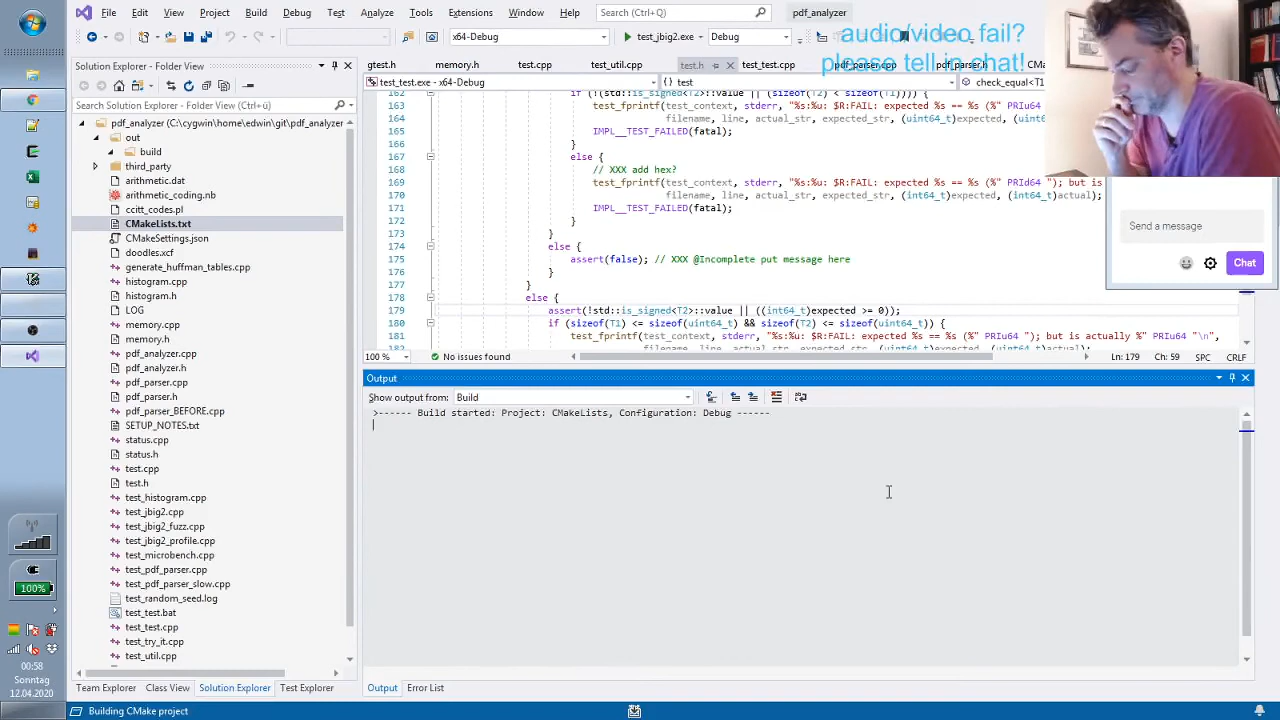 File Edit View Project Build Debug Test Analyze Tools Extensions Window Help Search (Ctrl+Q) pdf_analyzer
x64-Debug test_jbig2.exe Debug
audio/video fail?
please tell in chat!
Solution Explorer - Folder View
gtest.h memory.h test.cpp test_util.cpp test.h test_test.cpp pdf_parser.cpp pdf_parser.h
test_test.exe - x64-Debug test check_equal<T1
Search Solution Explorer - Folder View (Ctrl+ü)
pdf_analyzer (C:\cygwin\home\edwin\git\pdf_analyzer
out
build
third_party
arithmetic.dat
arithmetic_coding.nb
ccitt_codes.pl
CMakeLists.txt
CMakeSettings.json
doodles.xcf
generate_huffman_tables.cpp
histogram.cpp
histogram.h
LOG
memory.cpp
memory.h
pdf_analyzer.cpp
pdf_analyzer.h
pdf_parser.cpp
pdf_parser.h
pdf_parser_BEFORE.cpp
SETUP_NOTES.txt
status.cpp
status.h
test.cpp
test.h
test_histogram.cpp
test_jbig2.cpp
test_jbig2_fuzz.cpp
test_jbig2_profile.cpp
test_microbench.cpp
test_pdf_parser.cpp
test_pdf_parser_slow.cpp
test_random_seed.log
test_test.bat
test_test.cpp
test_try_it.cpp
test_util.cpp
Team Explorer Class View Solution Explorer Test Explorer
162 if (!std::is_signed<T2>::value || (sizeof(T2) < sizeof(T1))) {
163 test_fprintf(test_context, stderr, "%s:%u: $R:FAIL: expected %s == %s (%" PRIu64
164 filename, line, actual_str, expected_str, (uint64_t)expected, (uint64_t
165 IMPL__TEST_FAILED(fatal);
166 }
167 else {
168 // XXX add hex?
169 test_fprintf(test_context, stderr, "%s:%u: $R:FAIL: expected %s == %s (%" PRId64 "); but is
170 filename, line, actual_str, expected_str, (int64_t)expected, (int64_t)actual);
171 IMPL__TEST_FAILED(fatal);
172 }
173 }
174 else {
175 assert(false); // XXX @Incomplete put message here
176 }
177 }
178 else {
179 assert(!std::is_signed<T2>::value || ((int64_t)expected >= 0));
180 if (sizeof(T1) <= sizeof(uint64_t) && sizeof(T2) <= sizeof(uint64_t)) {
181 test_fprintf(test_context, stderr, "%s:%u: $R:FAIL: expected %s == %s (%" PRIu64 "); but is actually %" PRIu64 "\n",
filename, line, actual_str, expected_str, (uint64_t)expected, (uint64_t)actual);
100 % No issues found Ln: 179 Ch: 59 SPC CRLF
Send a message
Chat
Output
Show output from: Build
>------ Build started: Project: CMakeLists, Configuration: Debug ------
Output Error List
100%
00:58
Sonntag
12.04.2020
Building CMake project